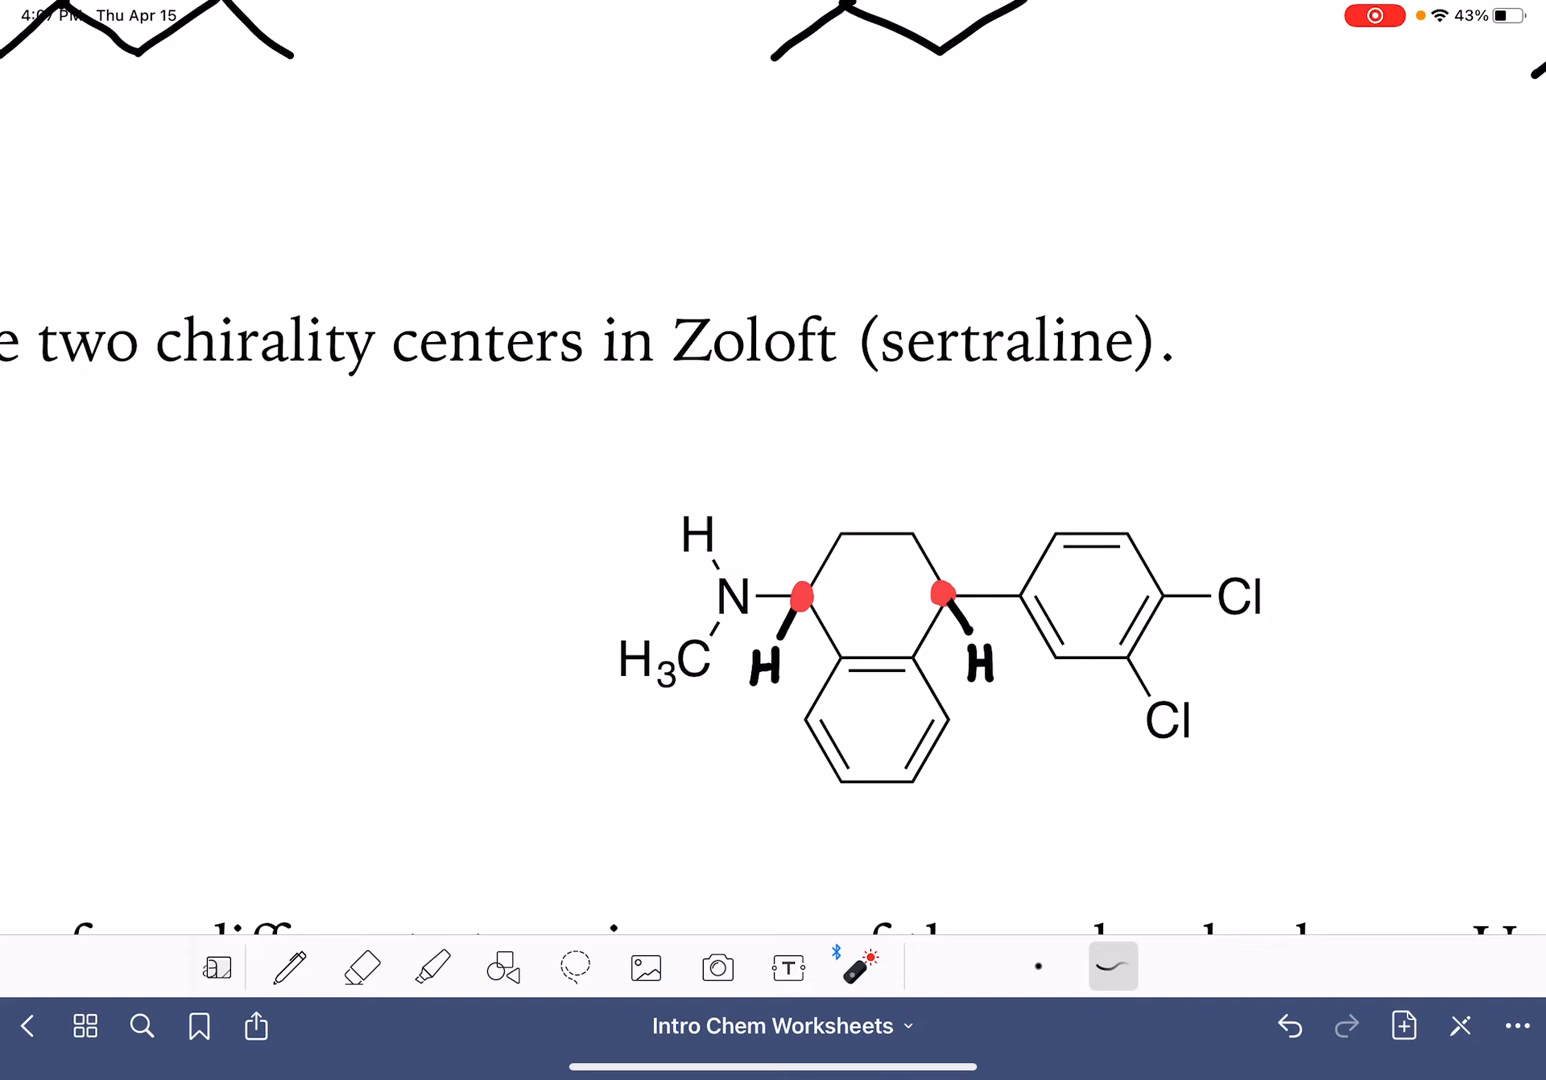 4:07 PM Thu Apr 15
43%
e two chirality centers in Zoloft (sertraline).
H
N
Cl
H₃C H
H
Cl
T
Intro Chem Worksheets